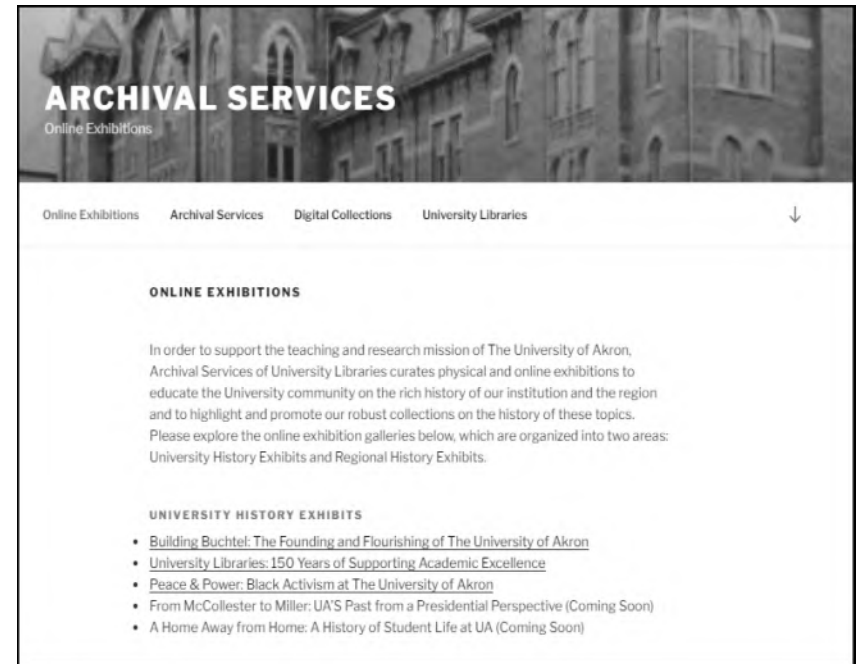 ARCHIVAL SERVICES
Online Exhibitions
Online Exhibitions Archival Services Digital Collections University Libraries
ONLINE EXHIBITIONS
In order to support the teaching and research mission of The University of Akron,
Archival Services of University Libraries curates physical and online exhibitions to
educate the University community on the rich history of our institution and the region
and to highlight and promote our robust collections on the history of these topics.
Please explore the online exhibition galleries below, which are organized into two areas:
University History Exhibits and Regional History Exhibits.
UNIVERSITY HISTORY EXHIBITS
• Building Buchtel: The Founding and Flourishing of The University of Akron
• University Libraries: 150 Years of Supporting Academic Excellence
• Peace & Power: Black Activism at The University of Akron
• From McCollester to Miller: UA'S Past from a Presidential Perspective (Coming Soon)
• A Home Away from Home: A History of Student Life at UA (Coming Soon)